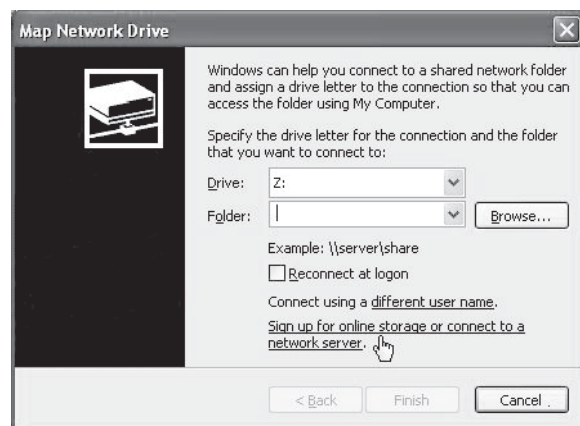 Map Network Drive
Windows can help you connect to a shared network folder
and assign a drive letter to the connection so that you can
access the folder using My Computer.
Specify the drive letter for the connection and the folder
that you want to connect to:
Drive: Z:
Folder: Browse...
Example: \\server\share
Reconnect at logon
Connect using a different user name.
Sign up for online storage or connect to a
network server.
< Back Finish Cancel